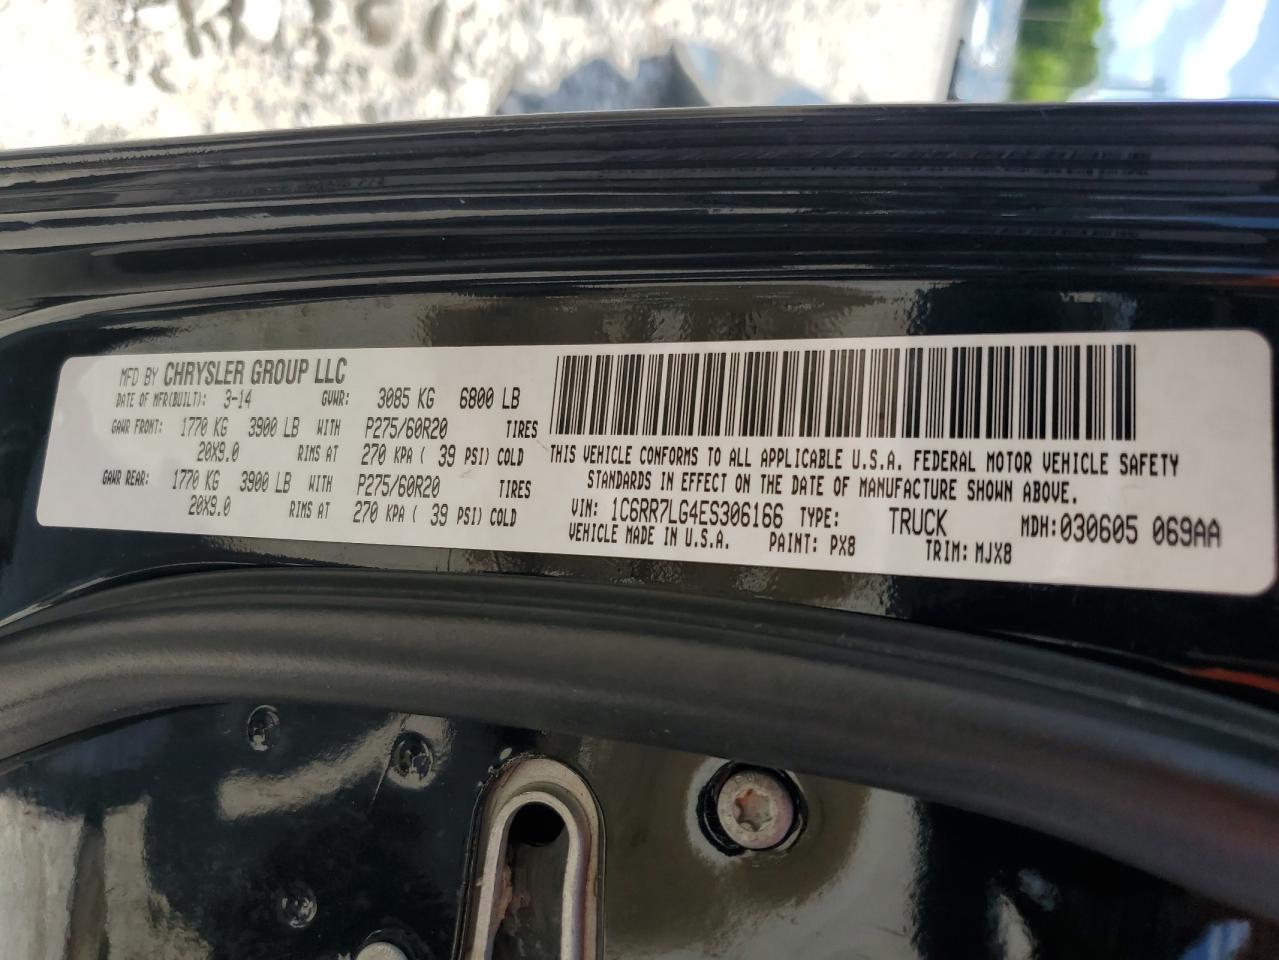 MFD BY CHRYSLER GROUP LLC
DATE OF MFR(BUILT): 3-14 GVWR: 3085 KG 6800 LB
GAWR FRONT: 1770 KG 3900 LB WITH P275/60R20 TIRES
20X9.0 RIMS AT 270 KPA ( 39 PSI) COLD
GAWR REAR: 1770 KG 3900 LB WITH P275/60R20 TIRES
20X9.0 RIMS AT 270 KPA ( 39 PSI) COLD
THIS VEHICLE CONFORMS TO ALL APPLICABLE U.S.A. FEDERAL MOTOR VEHICLE SAFETY
STANDARDS IN EFFECT ON THE DATE OF MANUFACTURE SHOWN ABOVE.
VIN: 1C6RR7LG4ES306166 TYPE: TRUCK MDH:030605 069AA
VEHICLE MADE IN U.S.A. PAINT: PX8 TRIM: MJX8